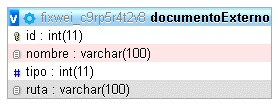 V fixwei_c9rp5r4t2v8 documentoExterno
id : int(11)
nombre : varchar(100)
# tipo : int(11)
ruta : varchar(100)